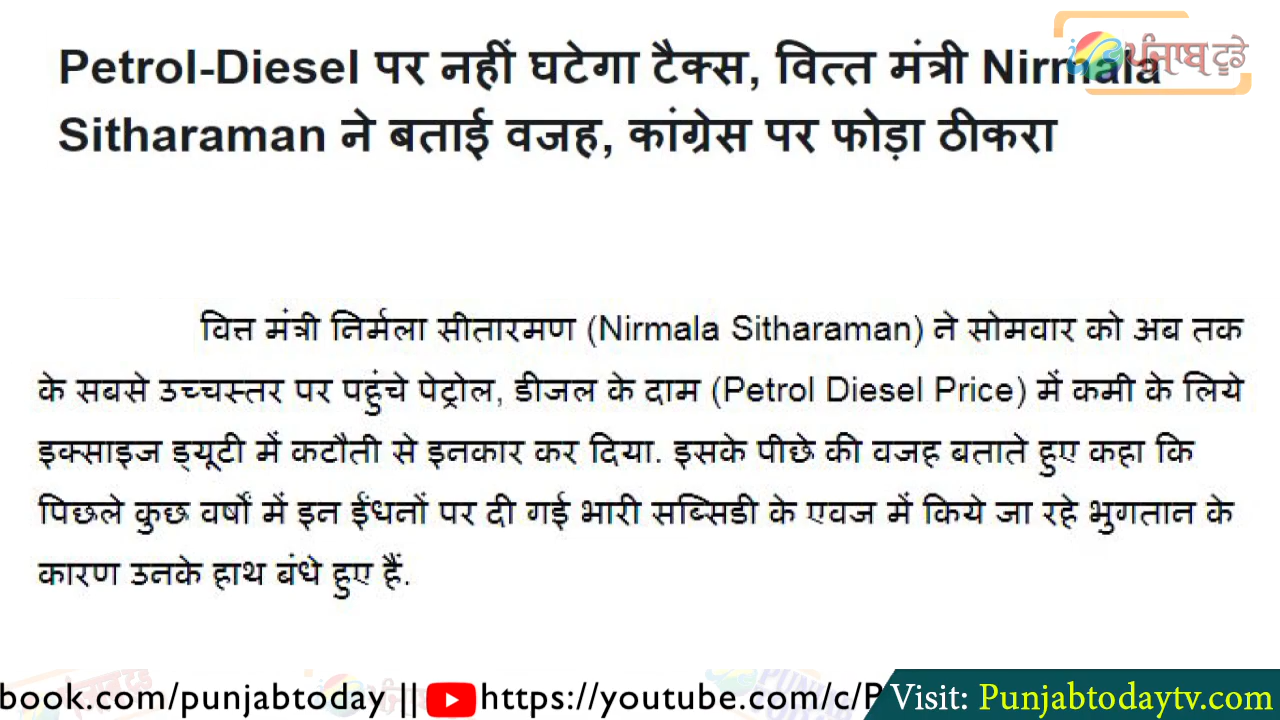 Petrol-Diesel पर नहीं घटेगा टैक्स, वित्त मंत्री Nirmala
Sitharaman ने बताई वजह, कांग्रेस पर फोड़ा ठीकरा
ਪੰਜਾਬ ਟੂਡੇ
वित्त मंत्री निर्मला सीतारमण (Nirmala Sitharaman) ने सोमवार को अब तक
के सबसे उच्चस्तर पर पहुंचे पेट्रोल, डीजल के दाम (Petrol Diesel Price) में कमी के लिये
इक्साइज ड्यूटी में कटौती से इनकार कर दिया. इसके पीछे की वजह बताते हुए कहा कि
पिछले कुछ वर्षों में इन ईंधनों पर दी गई भारी सब्सिडी के एवज में किये जा रहे भुगतान के
कारण उनके हाथ बंधे हुए हैं.
book.com/punjabtoday || https://youtube.com/c/P
Visit: Punjabtodaytv.com